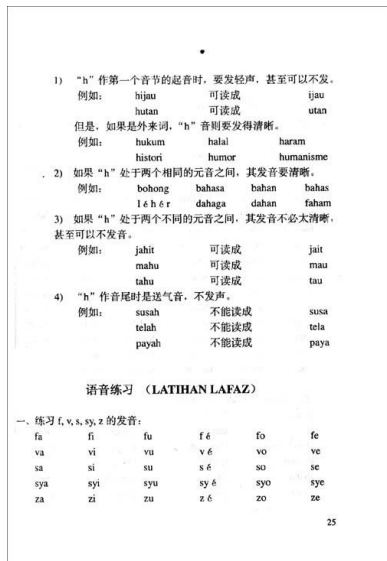 1) “h”作第一个音节的起音时，要发轻声，甚至可以不发。
例如： hijau 可读成 ijau
hutan 可读成 utan
但是，如果是外来词，“h”音则要发得清晰。
例如： hukum halal haram
histori humor humanisme
2) 如果“h”处于两个相同的元音之间，其发音要清晰。
例如： bohong bahasa bahan bahas
léhér dahaga dahan faham
3) 如果“h”处于两个不同的元音之间，其发音不必太清晰，
甚至可以不发音。
例如： jahit 可读成 jait
mahu 可读成 mau
tahu 可读成 tau
4) “h”作音尾时是送气音，不发声。
例如： susah 不能读成 susa
telah 不能读成 tela
payah 不能读成 paya
语音练习 （LATIHAN LAFAZ）
一、练习 f, v, s, sy, z 的发音：
fa fi fu fé fo fe
va vi vu vé vo ve
sa si su sé so se
sya syi syu syé syo sye
za zi zu zé zo ze
25